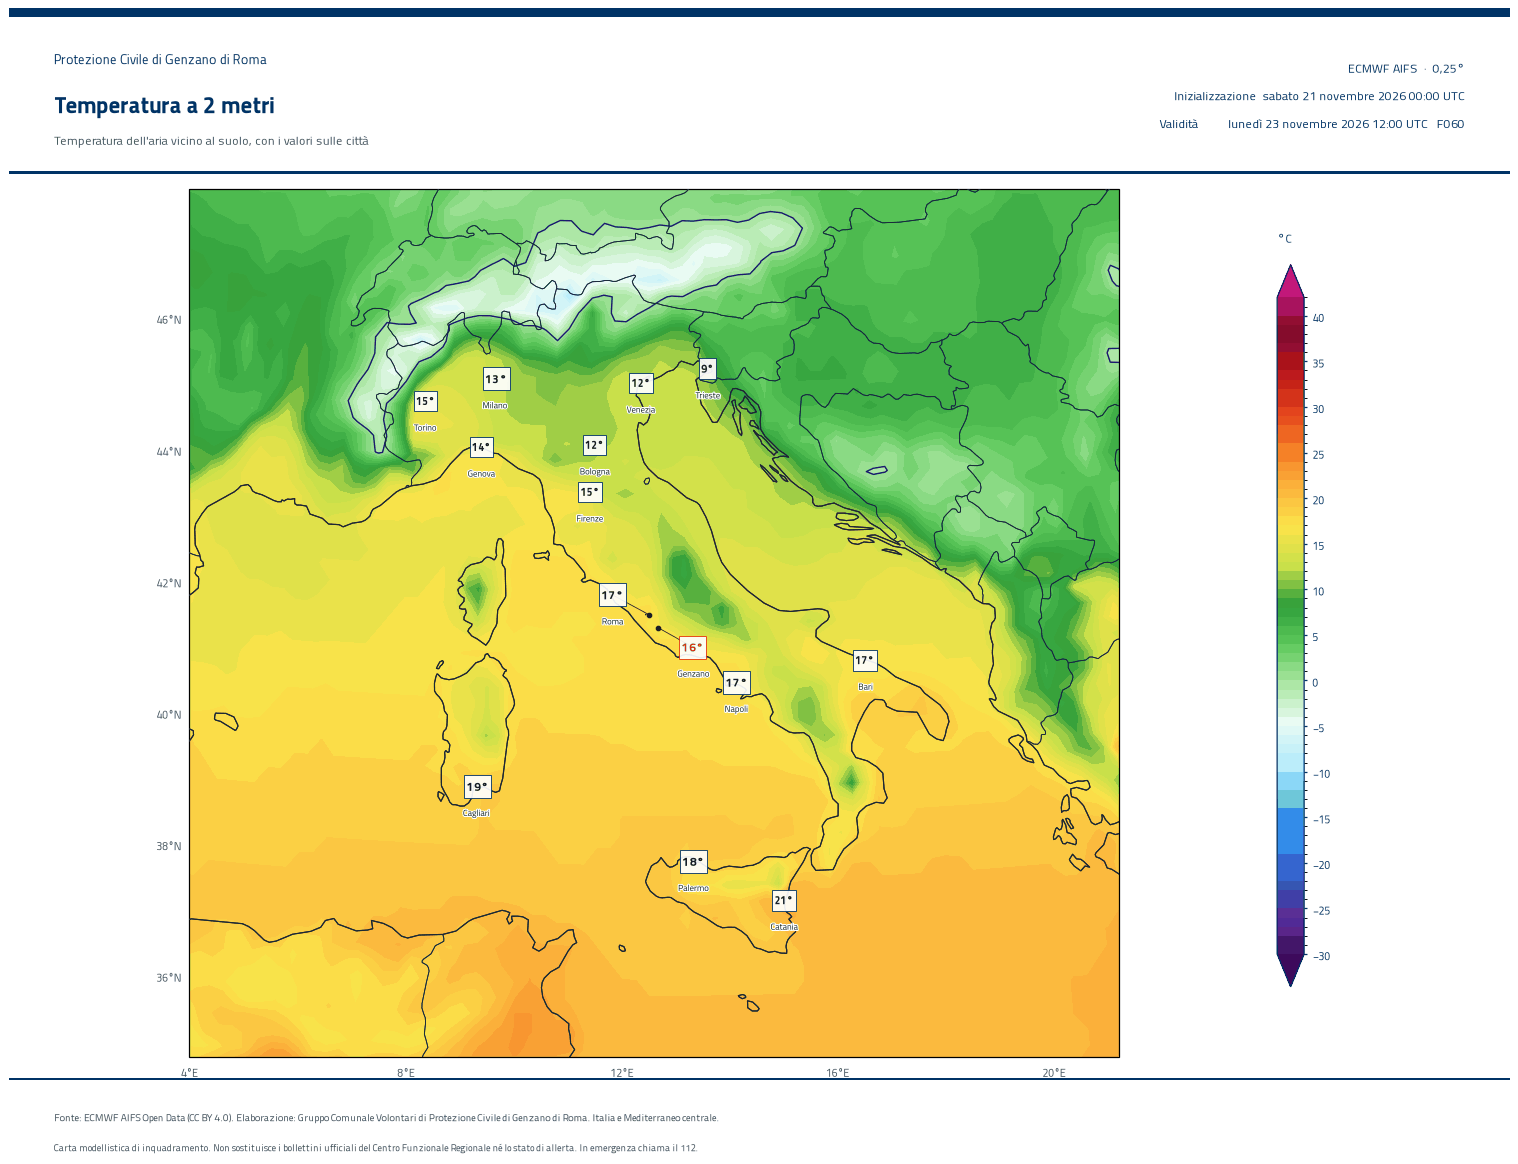 Protezione Civile di Genzano di Roma
Temperatura a 2 metri
Temperatura dell'aria vicino al suolo, con i valori sulle città
ECMWF AIFS · 0,25°
Inizializzazione sabato 21 novembre 2026 00:00 UTC
Validità lunedì 23 novembre 2026 12:00 UTC F060
°C
40
35
30
25
20
15
10
5
0
−5
−10
−15
−20
−25
−30
46°N
44°N
42°N
40°N
38°N
36°N
4°E
8°E
12°E
16°E
20°E
9°
Trieste
13°
Milano
12°
Venezia
15°
Torino
14°
Genova
12°
Bologna
15°
Firenze
17°
Roma
16°
Genzano
17°
Bari
17°
Napoli
19°
Cagliari
18°
Palermo
21°
Catania
Fonte: ECMWF AIFS Open Data (CC BY 4.0). Elaborazione: Gruppo Comunale Volontari di Protezione Civile di Genzano di Roma. Italia e Mediterraneo centrale.
Carta modellistica di inquadramento. Non sostituisce i bollettini ufficiali del Centro Funzionale Regionale né lo stato di allerta. In emergenza chiama il 112.